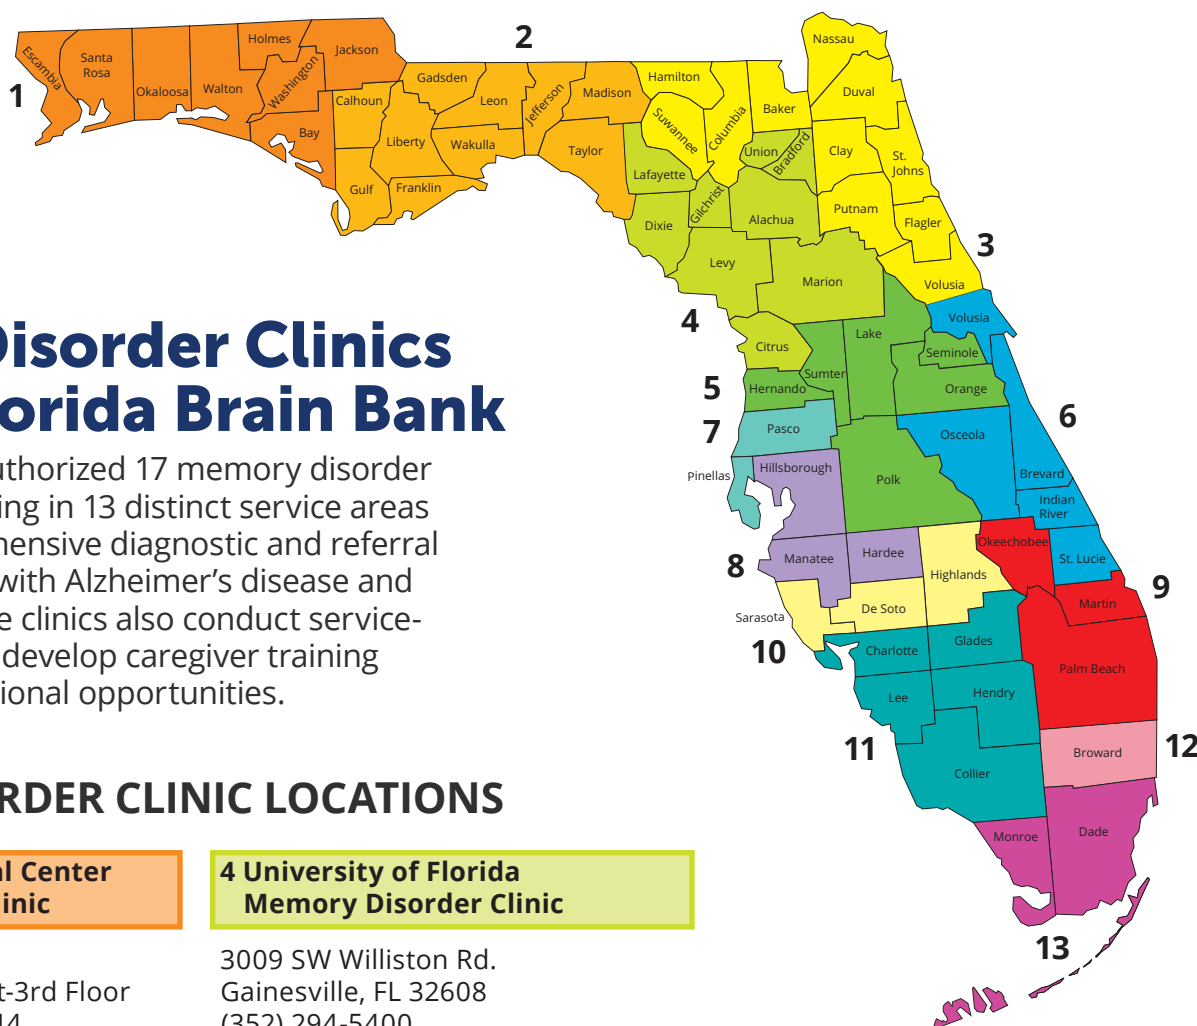 Nassau
2
Holmes
Jackson
Escambia
Santa
Rosa
Washington
Okaloosa
Walton
1
Bay
Calhoun
Gadsden
Leon
Jefferson
Madison
Hamilton
Suwannee
Columbia
Baker
Duval
Liberty
Wakulla
Taylor
Lafayette
Union
Bradford
Clay
St.
Johns
Gulf
Franklin
Dixie
Gilchrist
Alachua
Putnam
Flagler
3
Levy
Marion
Volusia
Volusia
4
Citrus
Lake
Seminole
Sumter
5
Hernando
Orange
6
7
Pasco
Osceola
Pinellas
Hillsborough
Polk
Brevard
Indian
River
8
Manatee
Hardee
Highlands
Okeechobee
St. Lucie
9
Martin
Sarasota
De Soto
10
Charlotte
Glades
Palm Beach
Lee
Hendry
11
12
Broward
Collier
Monroe
Dade
13
Disorder Clinics
orida Brain Bank
uthorized 17 memory disorder
ing in 13 distinct service areas
hensive diagnostic and referral
with Alzheimer’s disease and
e clinics also conduct service-
develop caregiver training
ional opportunities.
RDER CLINIC LOCATIONS
al Center
linic
t-3rd Floor
4 University of Florida
Memory Disorder Clinic
3009 SW Williston Rd.
Gainesville, FL 32608
(352) 294-5400